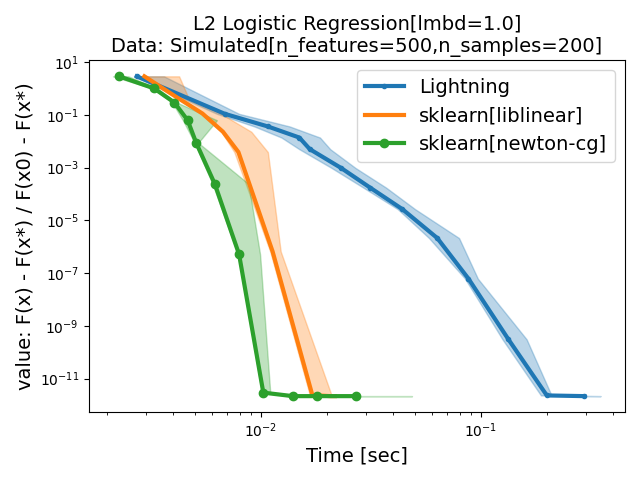 L2 Logistic Regression[lmbd=1.0]
Data: Simulated[n_features=500,n_samples=200]
value: F(x) - F(x*) / F(x0) - F(x*)
10¹
10⁻¹
10⁻³
10⁻⁵
10⁻⁷
10⁻⁹
10⁻¹¹
Lightning
sklearn[liblinear]
sklearn[newton-cg]
10⁻²
10⁻¹
Time [sec]